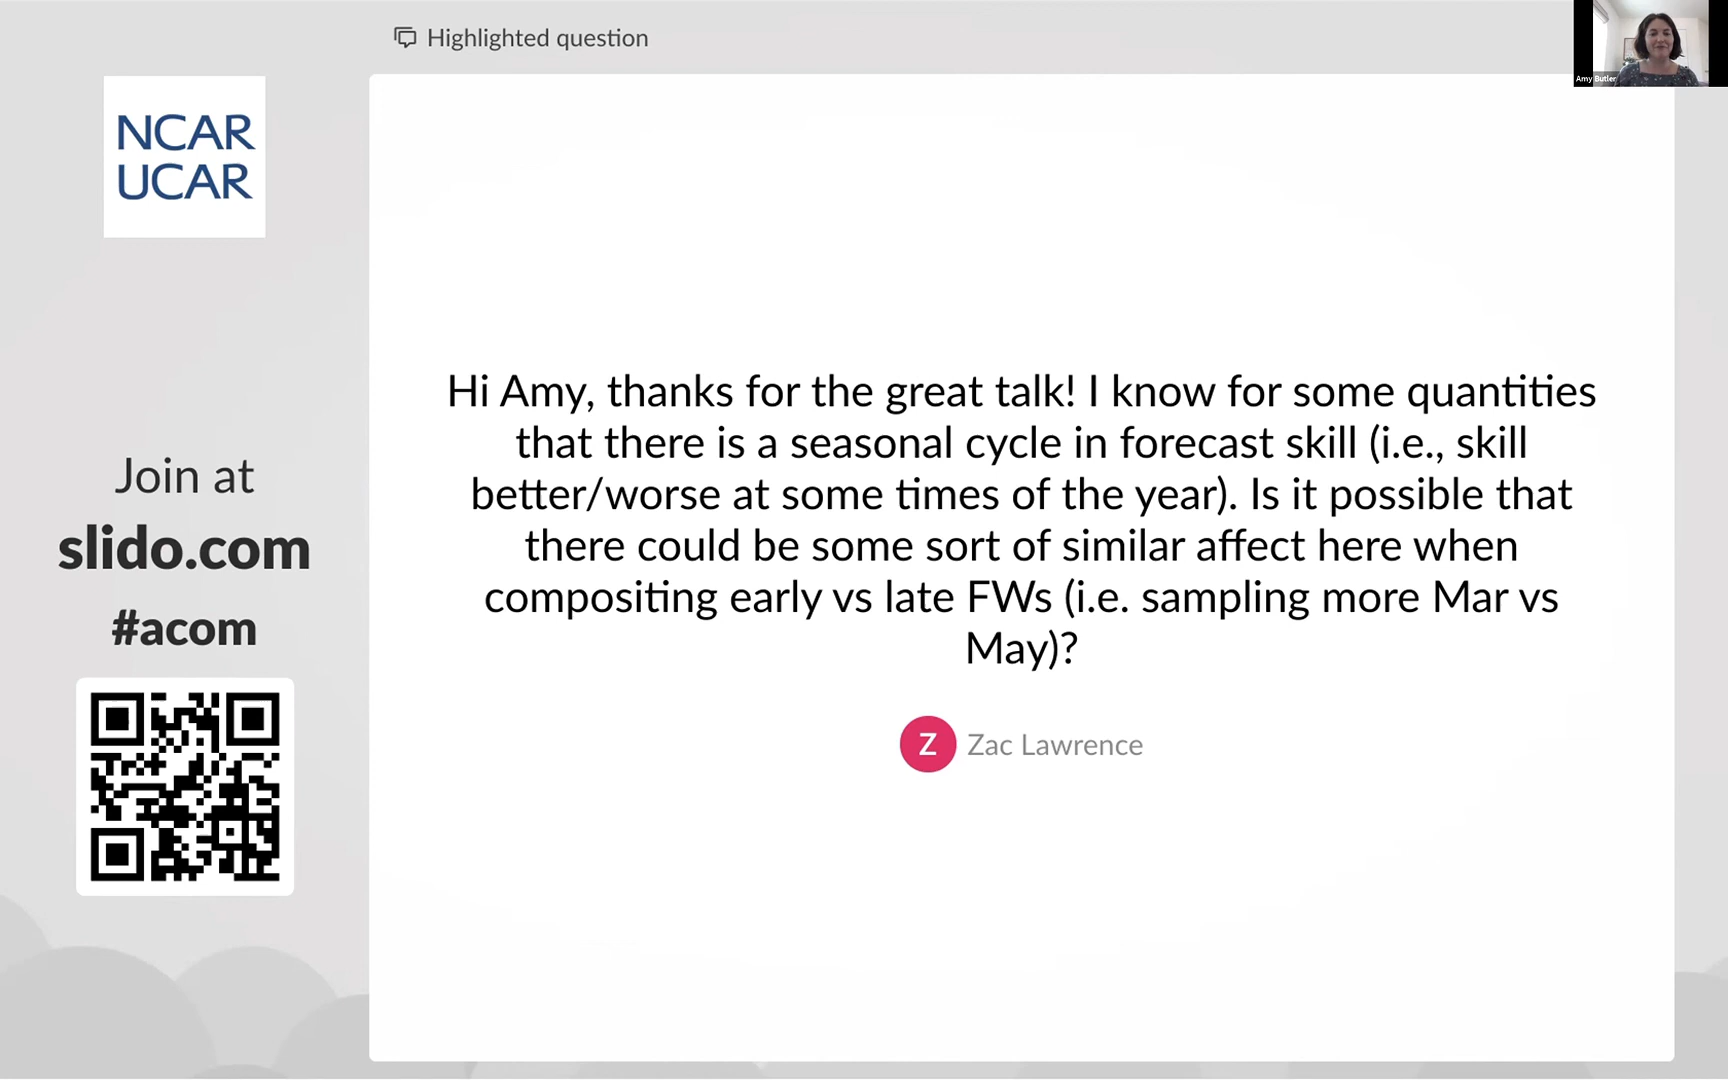 Highlighted question
Amy Butler
NCAR
UCAR
Join at
slido.com
#acom
Hi Amy, thanks for the great talk! I know for some quantities
that there is a seasonal cycle in forecast skill (i.e., skill
better/worse at some times of the year). Is it possible that
there could be some sort of similar affect here when
compositing early vs late FWs (i.e. sampling more Mar vs
May)?
Z
Zac Lawrence